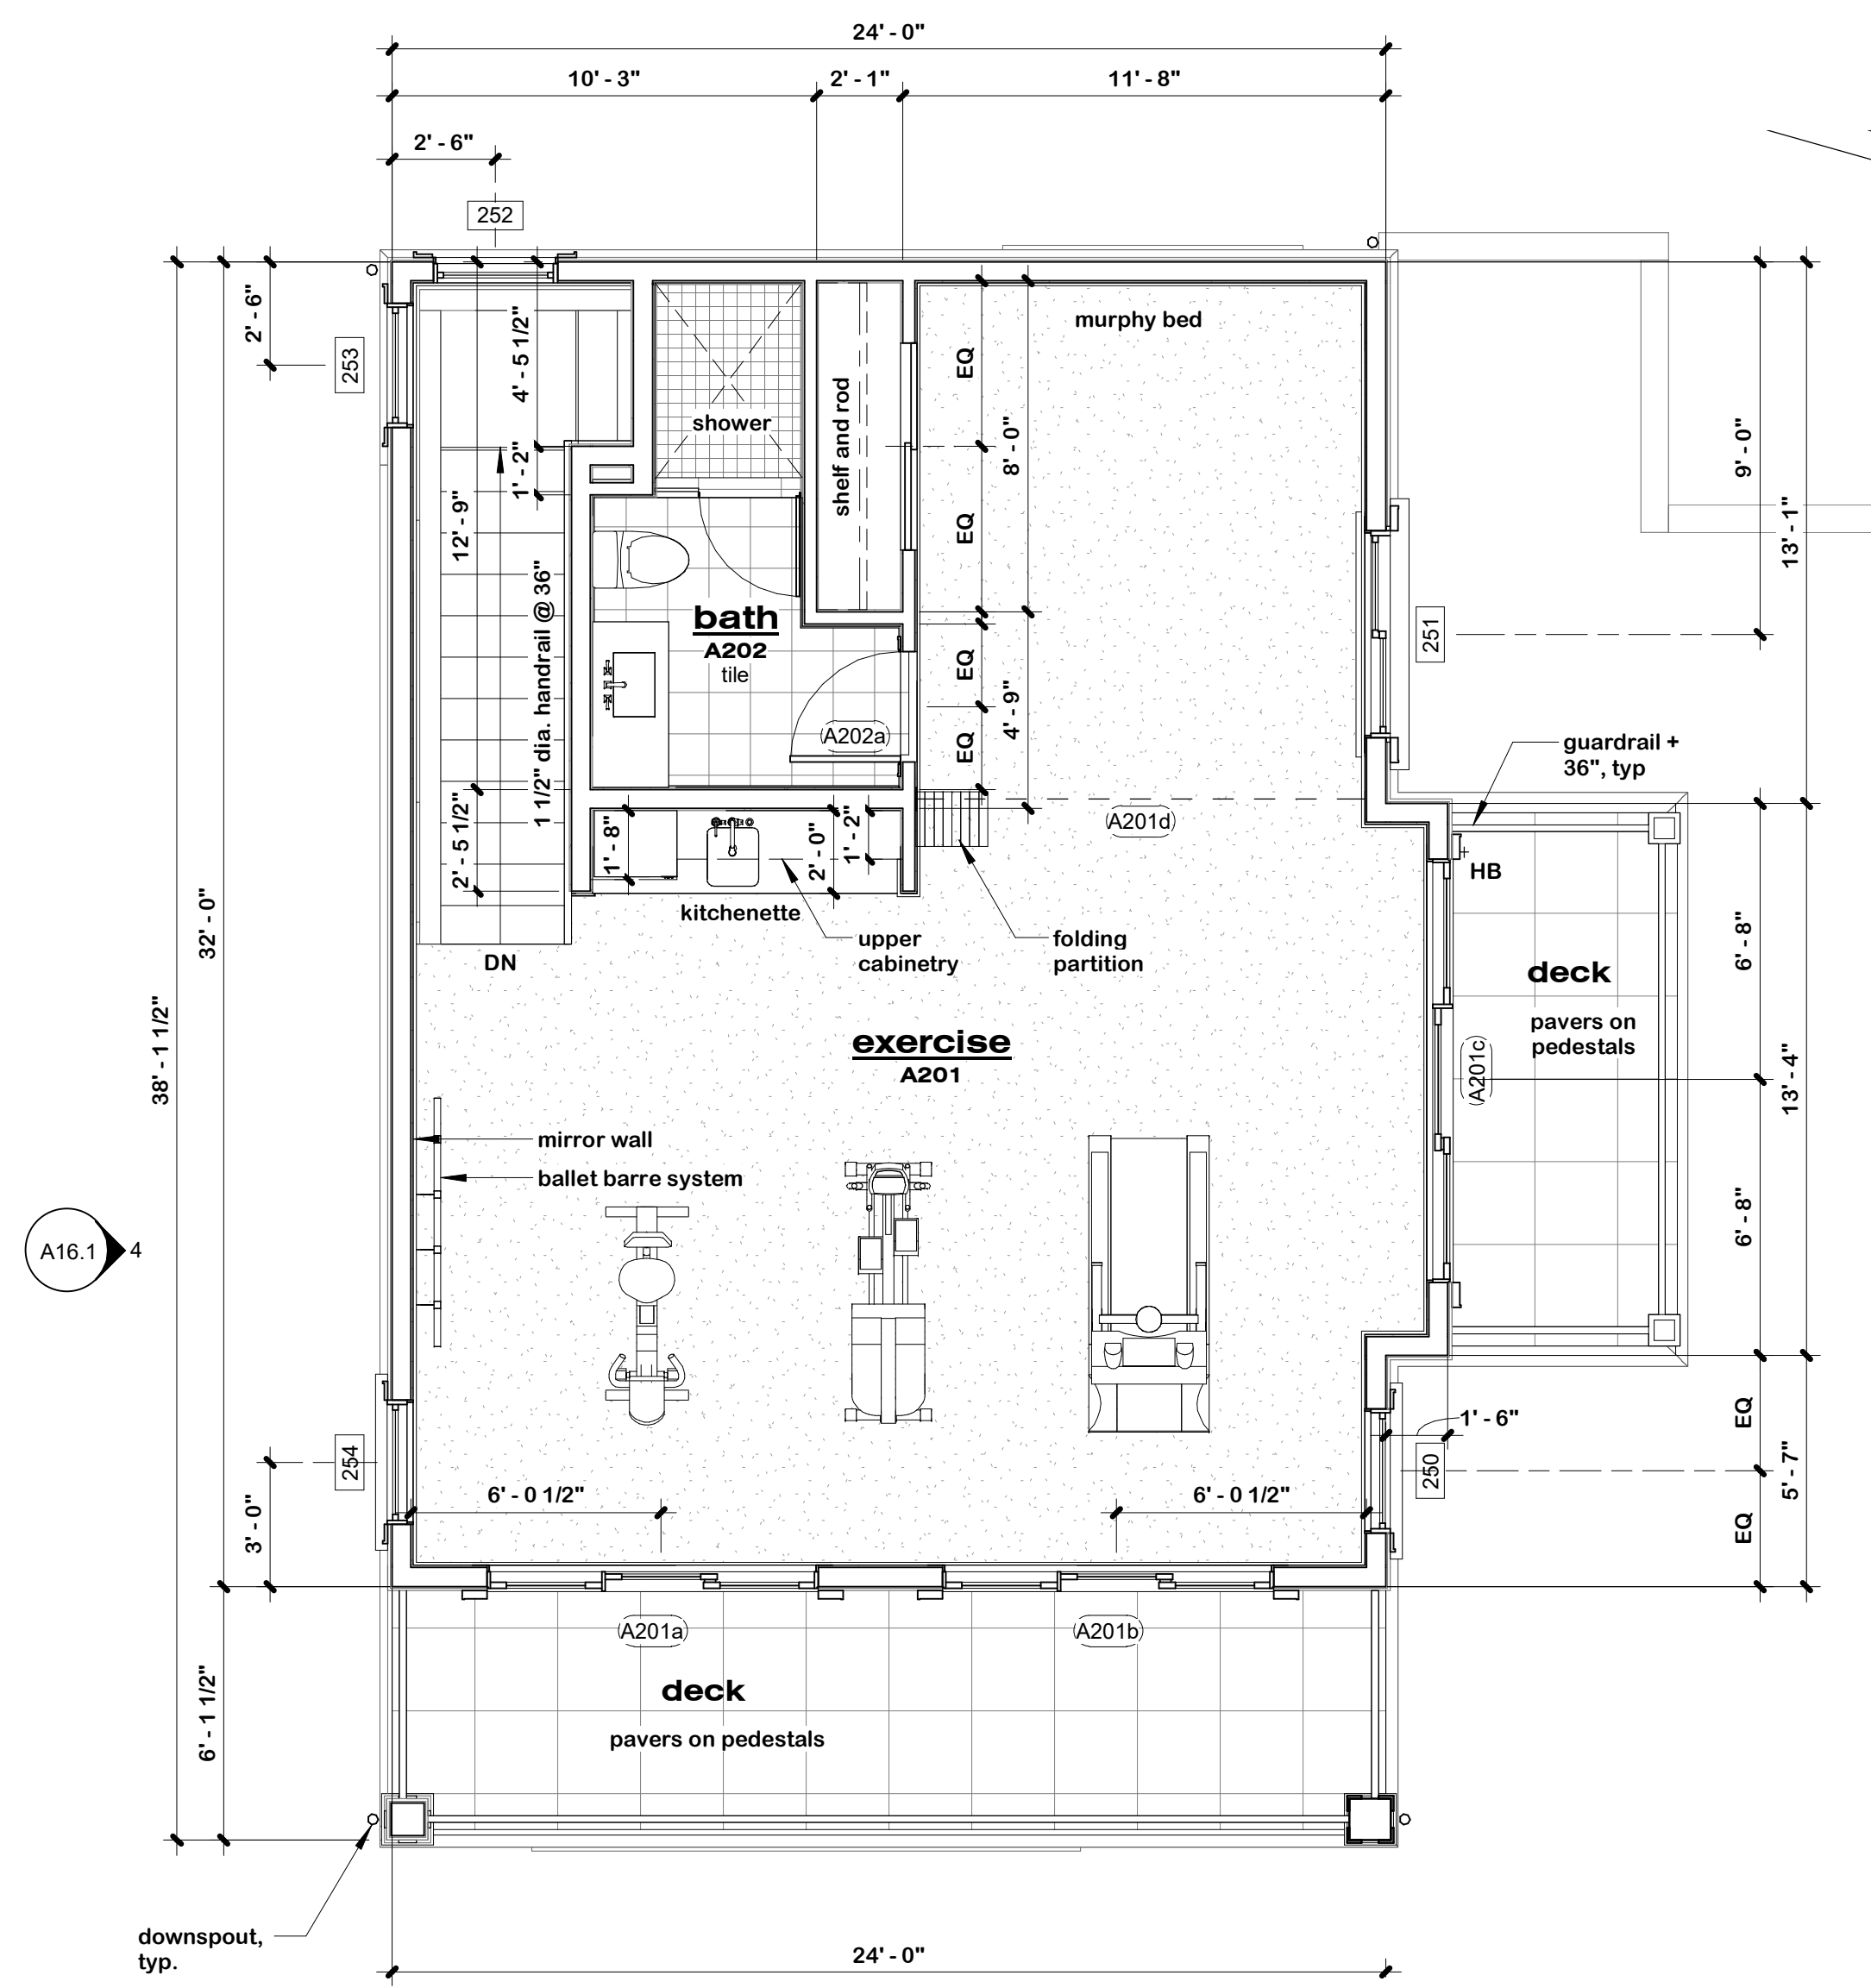 24' - 0"
10' - 3"
2' - 1"
11' - 8"
2' - 6"
252
2' - 6"
253
4' - 5 1/2"
1' - 2"
12' - 9"
1 1/2" dia. handrail @ 36"
2' - 5 1/2"
shower
shelf and rod
murphy bed
EQ
EQ
8' - 0"
EQ
EQ
4' - 9"
9' - 0"
13' - 1"
251
bath
A202
tile
A202a
guardrail +
36", typ
A201d
1' - 8"
2' - 0"
1' - 2"
HB
kitchenette
upper
cabinetry
folding
partition
DN
32' - 0"
38' - 1 1/2"
6' - 8"
deck
pavers on
pedestals
A201c
13' - 4"
6' - 8"
exercise
A201
mirror wall
ballet barre system
A16.1
4
254
3' - 0"
6' - 0 1/2"
6' - 0 1/2"
1' - 6"
250
EQ
5' - 7"
EQ
A201a
A201b
6' - 1 1/2"
deck
pavers on pedestals
downspout,
typ.
24' - 0"